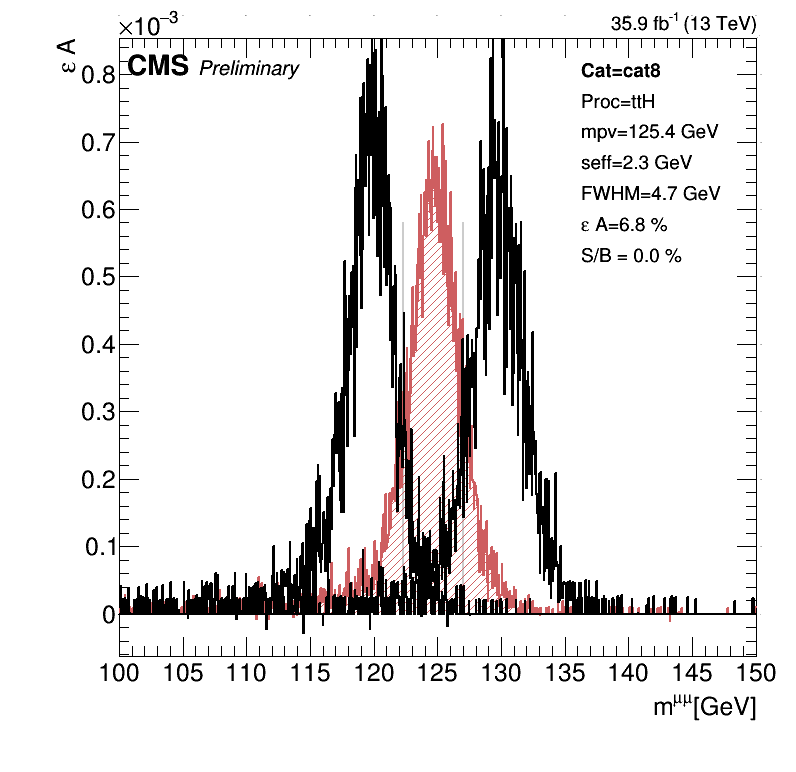 ×10⁻³
35.9 fb⁻¹ (13 TeV)
ε A
CMS Preliminary
Cat=cat8
Proc=ttH
mpv=125.4 GeV
seff=2.3 GeV
FWHM=4.7 GeV
ε A=6.8 %
S/B = 0.0 %
0.8
0.7
0.6
0.5
0.4
0.3
0.2
0.1
0
100 105 110 115 120 125 130 135 140 145 150
m^μμ[GeV]